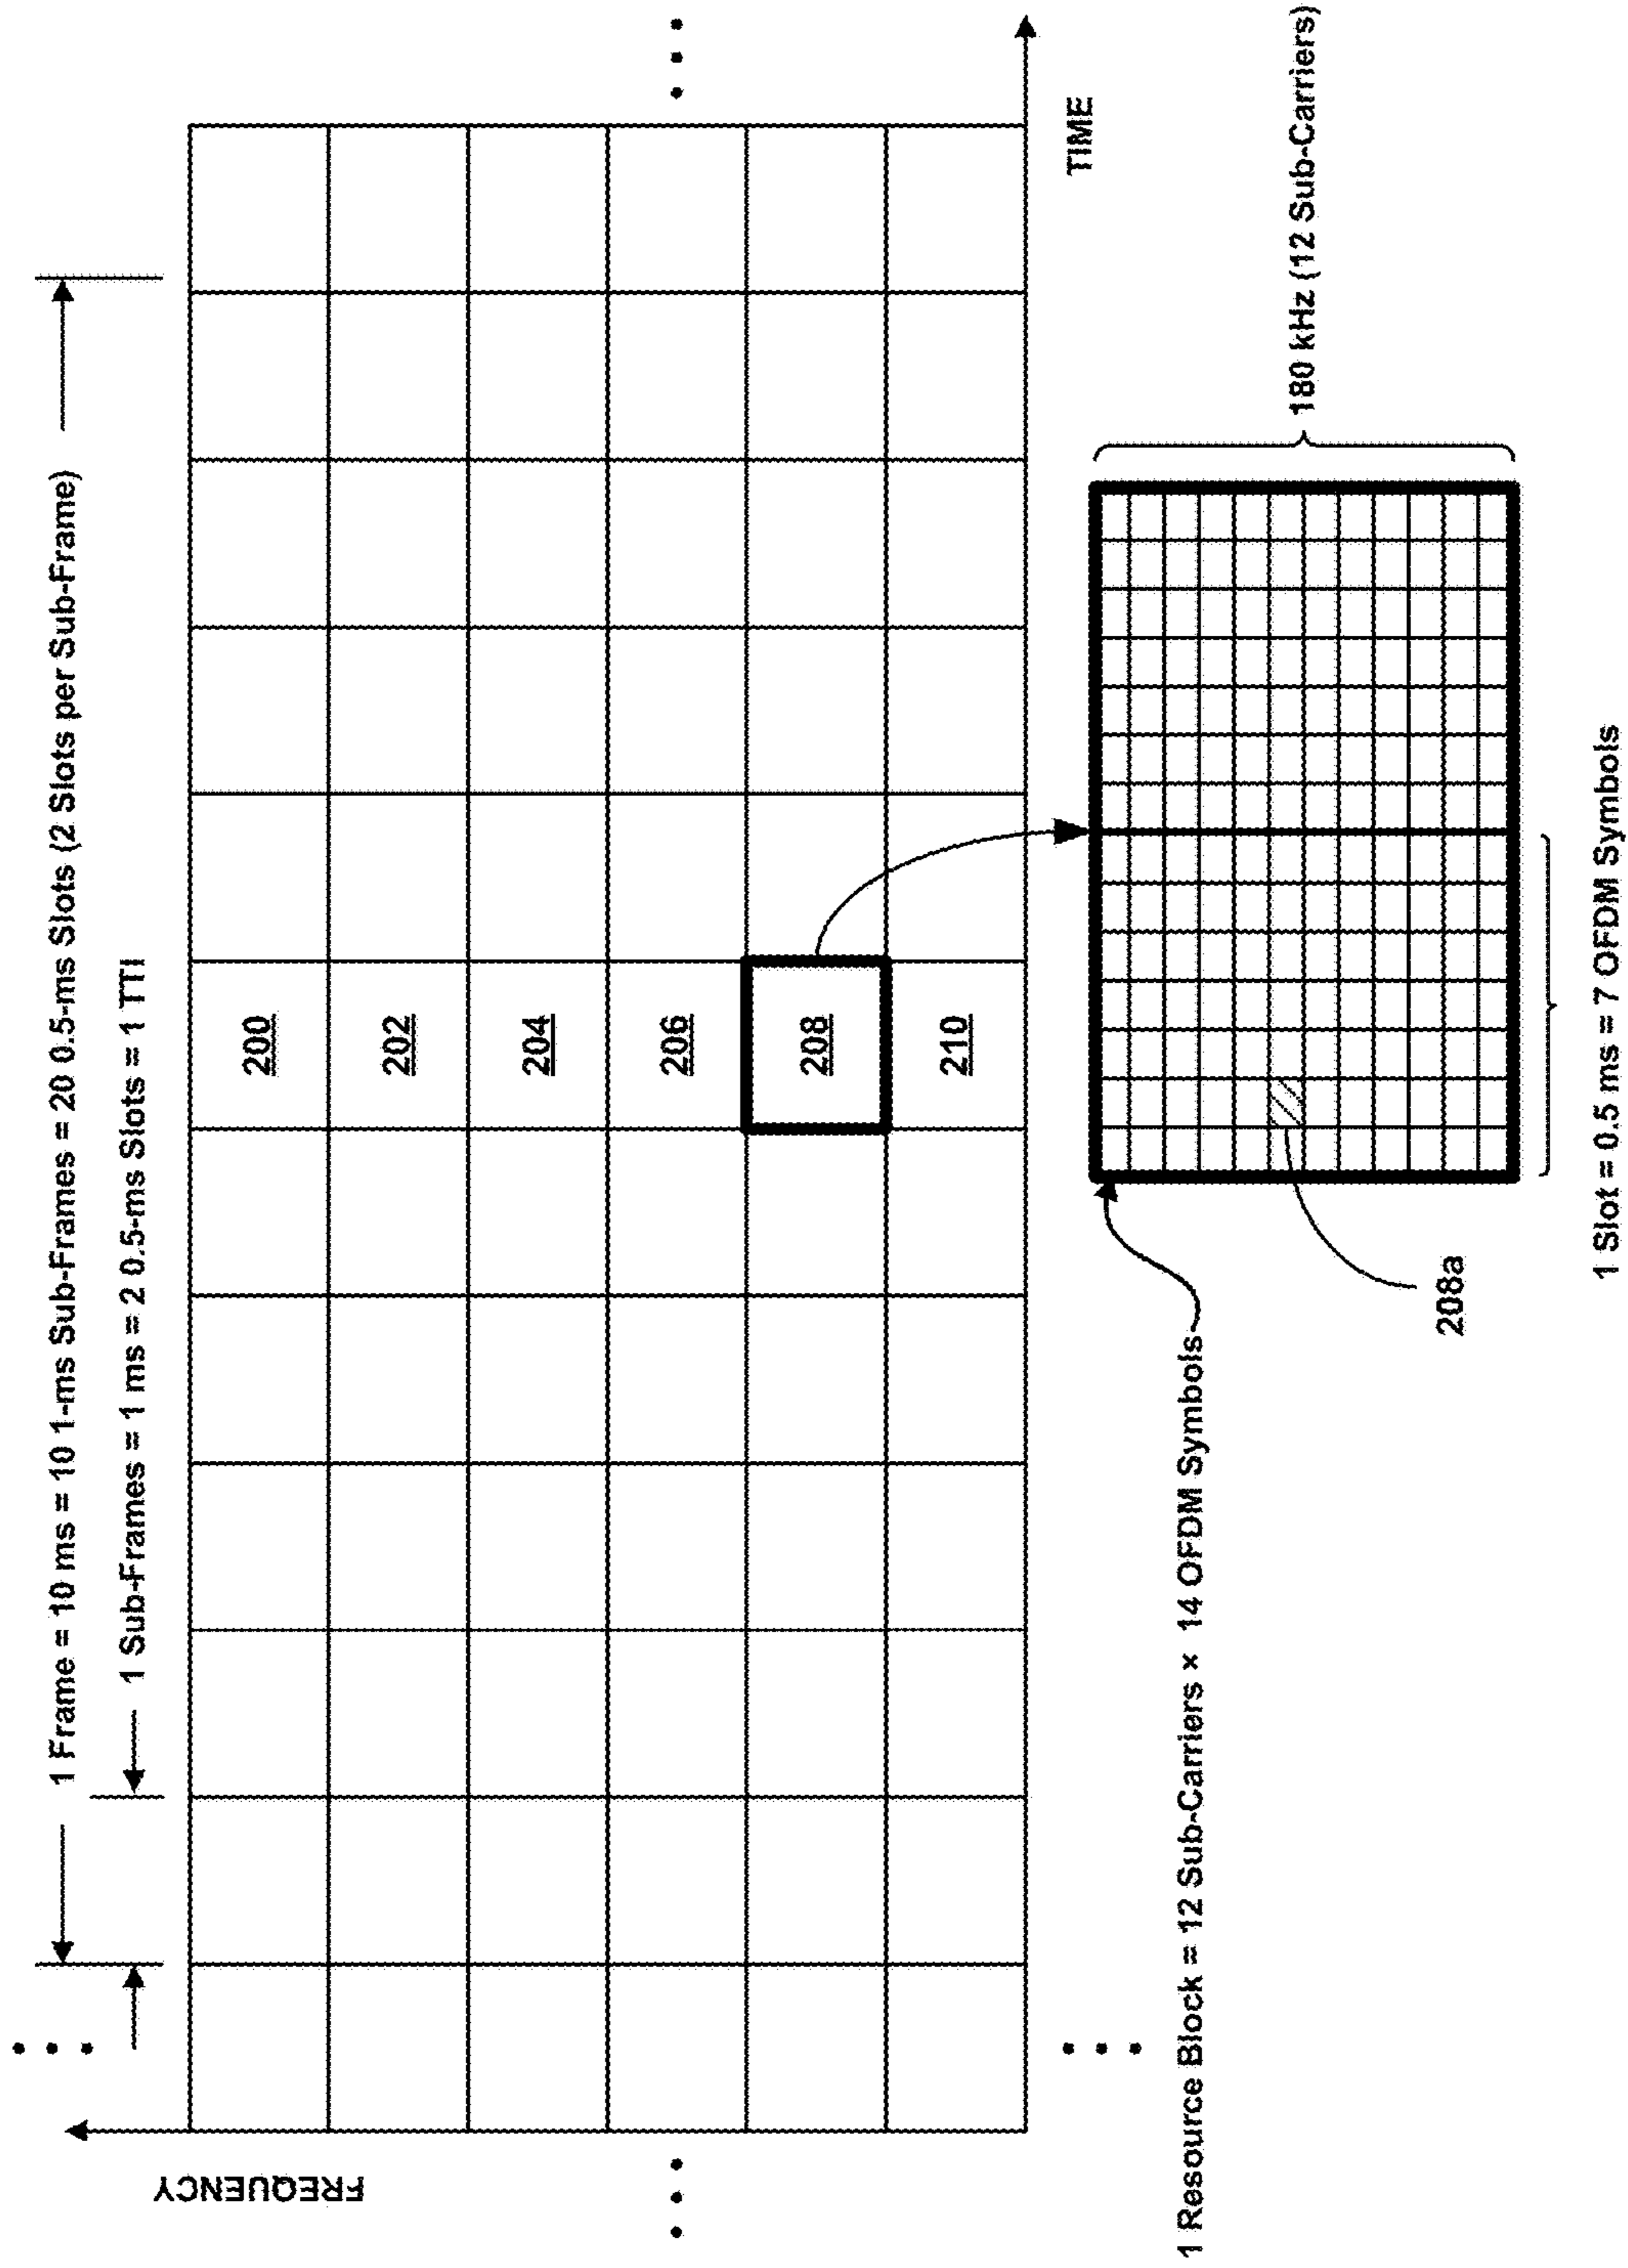 1 Frame = 10 ms = 10 1-ms Sub-Frames = 20 0.5-ms Slots (2 Slots per Sub-Frame)
1 Sub-Frames = 1 ms = 2 0.5-ms Slots = 1 TTI
FREQUENCY
200
202
204
206
208
210
TIME
1 Resource Block = 12 Sub-Carriers × 14 OFDM Symbols
180 kHz (12 Sub-Carriers)
208a
1 Slot = 0.5 ms = 7 OFDM Symbols